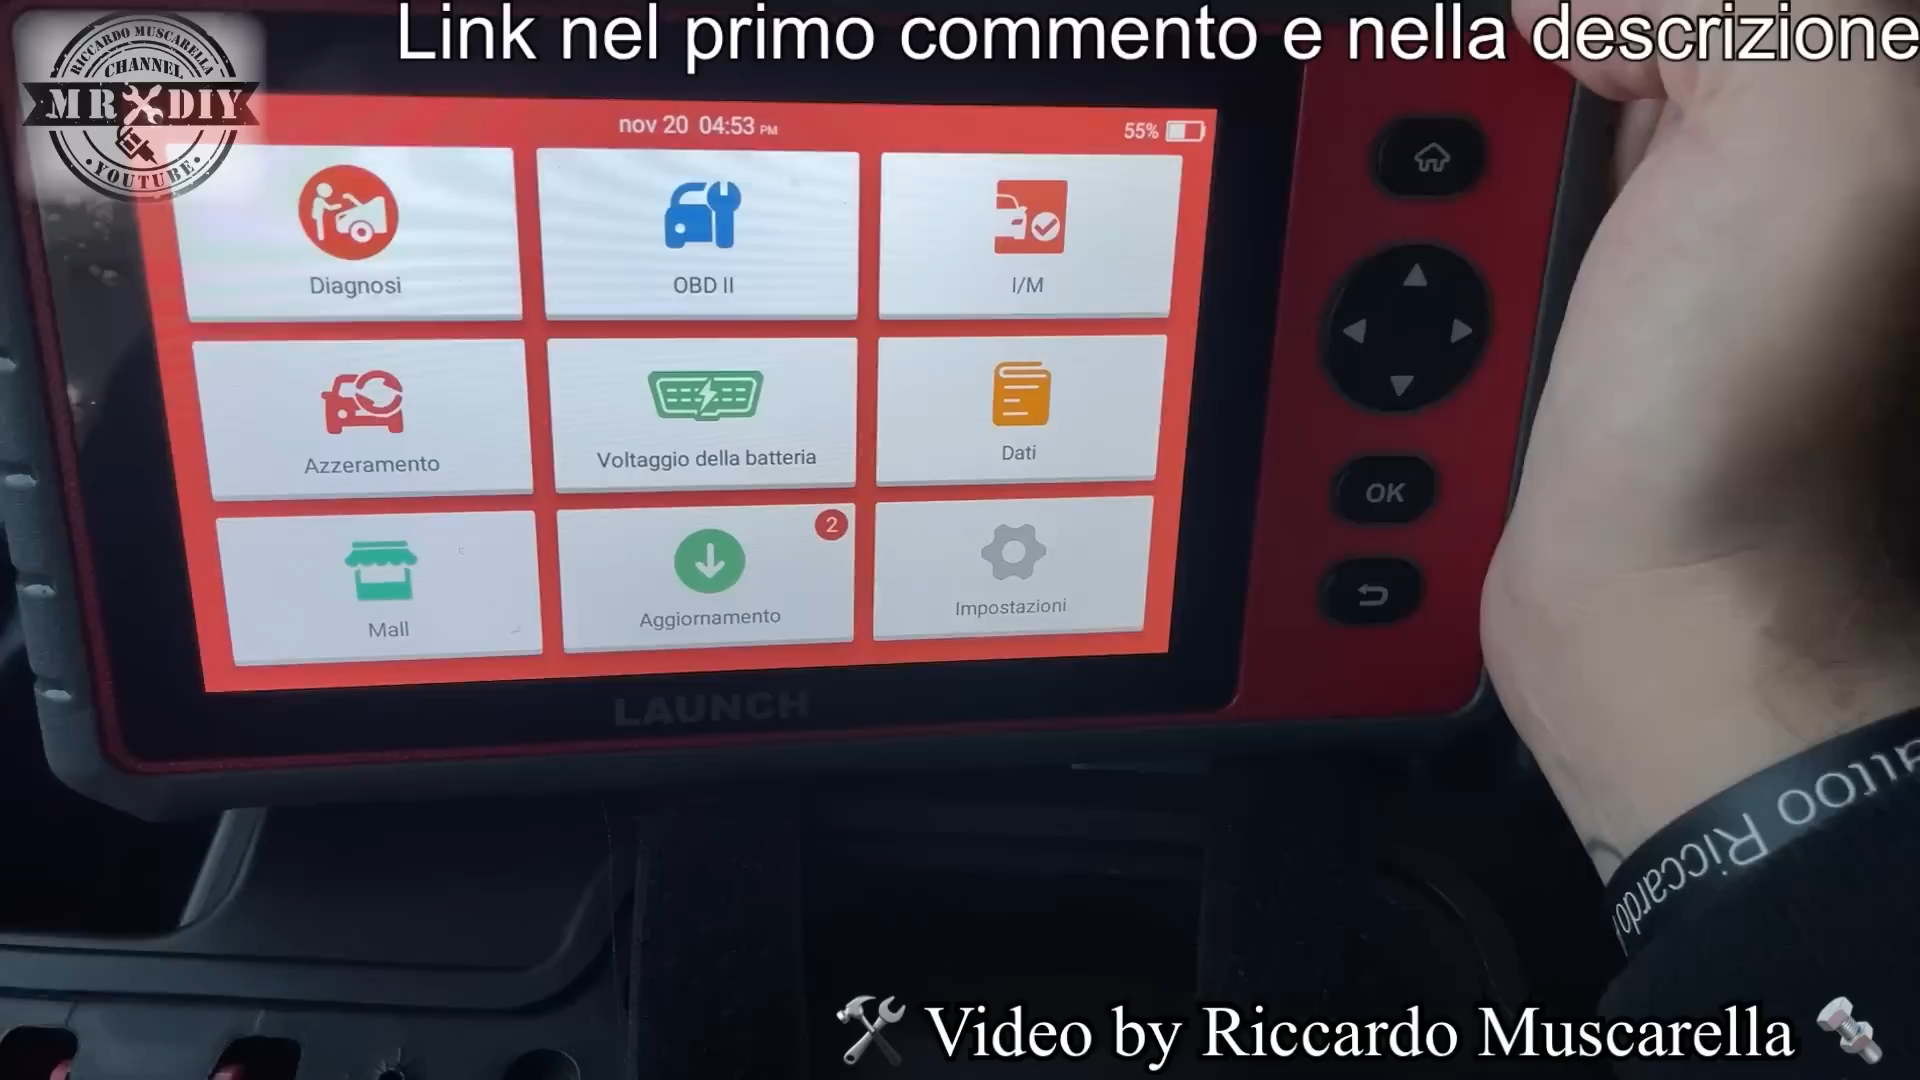 Link nel primo commento e nella descrizione
RICCARDO MUSCARELLA
CHANNEL
MR DIY
YOUTUBE
nov 20 04:53 PM
55%
Diagnosi
OBD II
I/M
Azzeramento
Voltaggio della batteria
Dati
Mall
Aggiornamento
2
Impostazioni
OK
LAUNCH
Riccardo
Video by Riccardo Muscarella